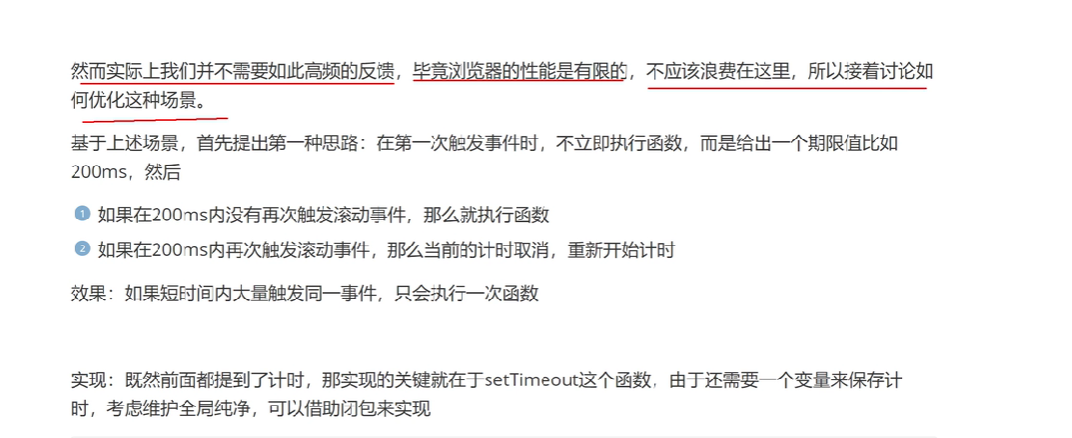 然而实际上我们并不需要如此高频的反馈，毕竟浏览器的性能是有限的，不应该浪费在这里，所以接着讨论如
何优化这种场景。
基于上述场景，首先提出第一种思路：在第一次触发事件时，不立即执行函数，而是给出一个期限值比如
200ms，然后
1 如果在200ms内没有再次触发滚动事件，那么就执行函数
2 如果在200ms内再次触发滚动事件，那么当前的计时取消，重新开始计时
效果：如果短时间内大量触发同一事件，只会执行一次函数
实现：既然前面都提到了计时，那实现的关键就在于setTimeout这个函数，由于还需要一个变量来保存计
时，考虑维护全局纯净，可以借助闭包来实现